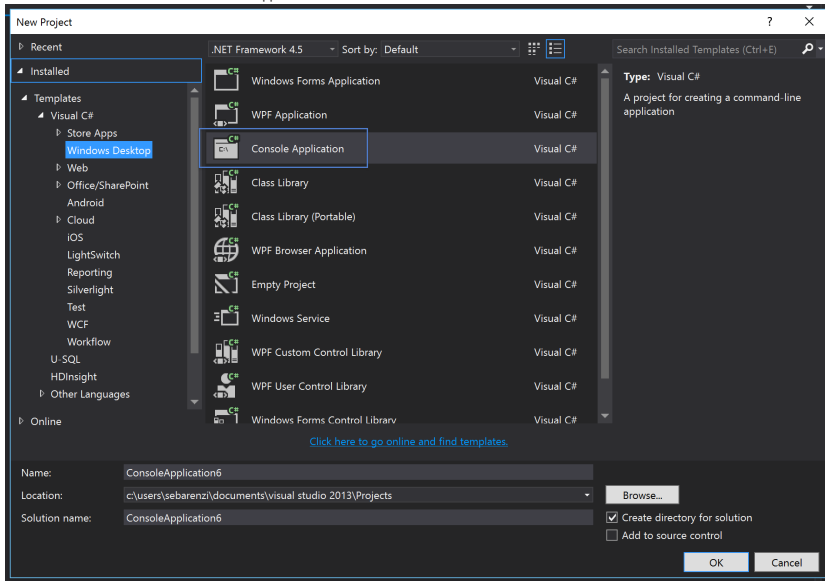 New Project
?
Recent
.NET Framework 4.5
Sort by: Default
Search Installed Templates (Ctrl+E)
Installed
Templates
Visual C#
Store Apps
Windows Desktop
Web
Office/SharePoint
Android
Cloud
iOS
LightSwitch
Reporting
Silverlight
Test
WCF
Workflow
U-SQL
HDInsight
Other Languages
Online
Windows Forms Application Visual C#
WPF Application Visual C#
Console Application Visual C#
Class Library Visual C#
Class Library (Portable) Visual C#
WPF Browser Application Visual C#
Empty Project Visual C#
Windows Service Visual C#
WPF Custom Control Library Visual C#
WPF User Control Library Visual C#
Windows Forms Control Library Visual C#
Type: Visual C#
A project for creating a command-line
application
Click here to go online and find templates.
Name: ConsoleApplication6
Location: c:\users\sebarenzi\documents\visual studio 2013\Projects
Browse...
Solution name: ConsoleApplication6
Create directory for solution
Add to source control
OK
Cancel